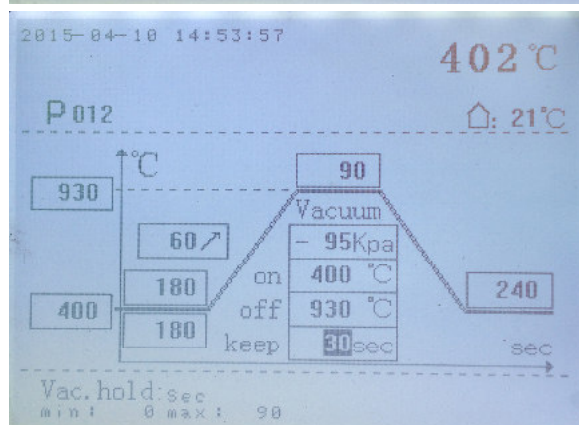 2015-04-10 14:53:57
402℃
P 012
: 21℃
℃
90
930
Vacuum
60
- 95Kpa
180
on 400 ℃
240
400
off 930 ℃
180
keep 30sec
sec
Vac.hold:sec
min: 0 max: 90